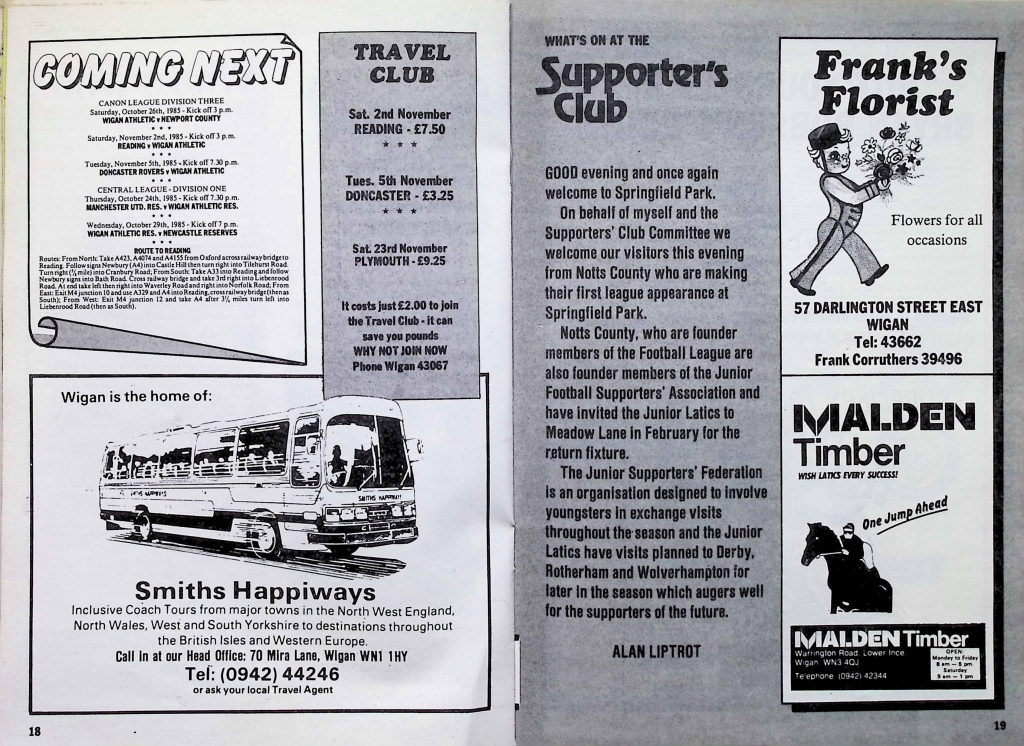 COMING NEXT
CANON LEAGUE DIVISION THREE
Saturday, October 26th, 1985 - Kick off 3 p.m.
WIGAN ATHLETIC v NEWPORT COUNTY
* * *
Saturday, November 2nd, 1985 - Kick off 3 p.m.
READING v WIGAN ATHLETIC
* * *
Tuesday, November 5th, 1985 - Kick off 7.30 p.m.
DONCASTER ROVERS v WIGAN ATHLETIC
* * *
CENTRAL LEAGUE - DIVISION ONE
Thursday, October 24th, 1985 - Kick off 7.30 p.m.
MANCHESTER UTD. RES. v WIGAN ATHLETIC RES.
* * *
Wednesday, October 29th, 1985 - Kick off 7 p.m.
WIGAN ATHLETIC RES. v NEWCASTLE RESERVES
* * *
ROUTE TO READING
Routes: From North: Take A423, A4074 and A4155 from Oxford across railway bridge to
Reading. Follow signs Newbury (A4) into Castle Hill then turn right into Tilehurst Road.
Turn right (¾ mile) into Cranbury Road; From South: Take A33 into Reading and follow
Newbury signs into Bath Road. Cross railway bridge and take 3rd right into Liebenrood
Road. At end take left then right into Waverley Road and right into Norfolk Road; From
East: Exit M4 junction 10 and use A329 and A4 into Reading, cross railway bridge (then as
South); From West: Exit M4 junction 12 and take A4 after 3¼ miles turn left into
Liebenrood Road (then as South).
TRAVEL
CLUB
Sat. 2nd November
READING - £7.50
* * *
Tues. 5th November
DONCASTER - £3.25
* * *
Sat. 23rd November
PLYMOUTH - £9.25
It costs just £2.00 to join
the Travel Club - it can
save you pounds
WHY NOT JOIN NOW
Phone Wigan 43067
Wigan is the home of:
SMITHS HAPPIWAYS
SMITHS HAPPIWAYS
Smiths Happiways
Inclusive Coach Tours from major towns in the North West England,
North Wales, West and South Yorkshire to destinations throughout
the British Isles and Western Europe.
Call in at our Head Office: 70 Mira Lane, Wigan WN1 1HY
Tel: (0942) 44246
or ask your local Travel Agent
18
WHAT'S ON AT THE
Supporter's
Club
GOOD evening and once again
welcome to Springfield Park.
On behalf of myself and the
Supporters' Club Committee we
welcome our visitors this evening
from Notts County who are making
their first league appearance at
Springfield Park.
Notts County, who are founder
members of the Football League are
also founder members of the Junior
Football Supporters' Association and
have invited the Junior Latics to
Meadow Lane in February for the
return fixture.
The Junior Supporters' Federation
is an organisation designed to involve
youngsters in exchange visits
throughout the season and the Junior
Latics have visits planned to Derby,
Rotherham and Wolverhampton for
later in the season which augers well
for the supporters of the future.
ALAN LIPTROT
Frank's
Florist
Flowers for all
occasions
57 DARLINGTON STREET EAST
WIGAN
Tel: 43662
Frank Corruthers 39496
MALDEN
Timber
WISH LATICS EVERY SUCCESS!
One Jump Ahead
MALDEN Timber
Warrington Road, Lower Ince
Wigan. WN3 4QJ
Telephone (0942) 42344
OPEN:
Monday to Friday
8 am — 5 pm
Saturday
9 am — 1 pm
19